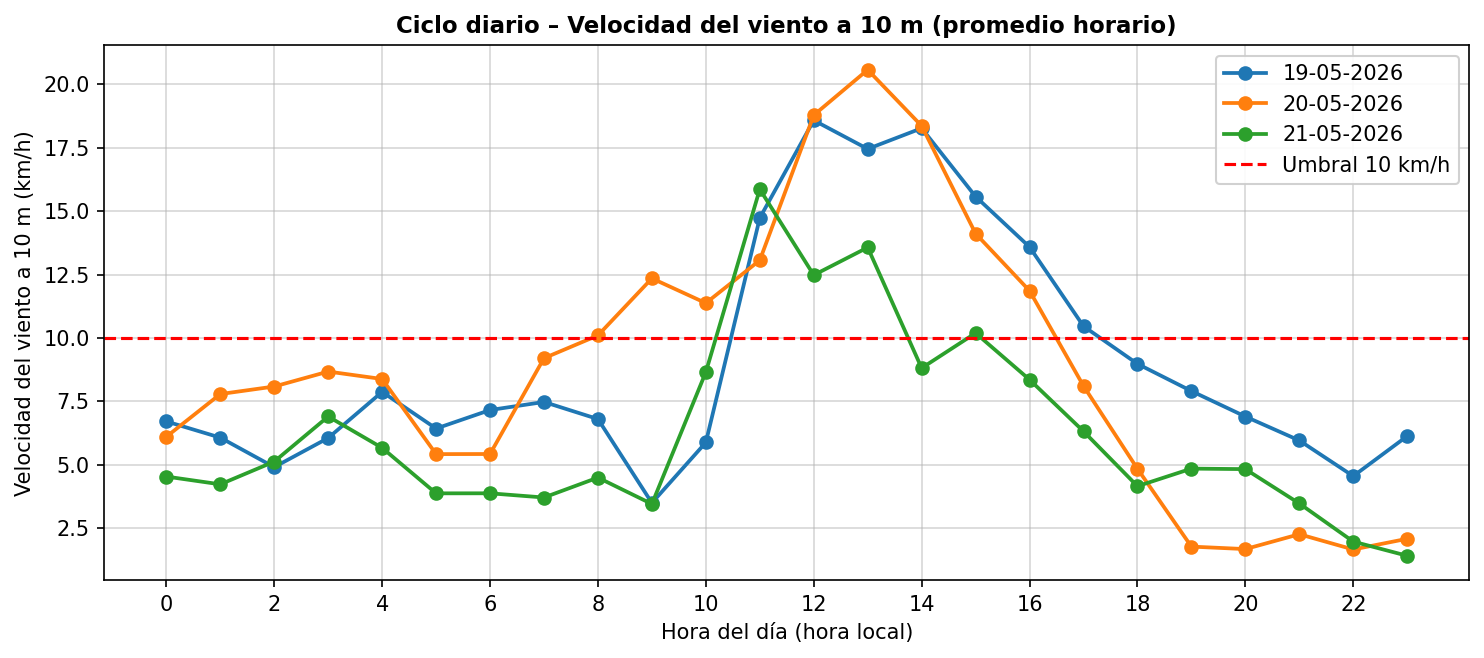 Ciclo diario – Velocidad del viento a 10 m (promedio horario)
Velocidad del viento a 10 m (km/h)
20.0
17.5
15.0
12.5
10.0
7.5
5.0
2.5
19-05-2026
20-05-2026
21-05-2026
Umbral 10 km/h
0 2 4 6 8 10 12 14 16 18 20 22
Hora del día (hora local)